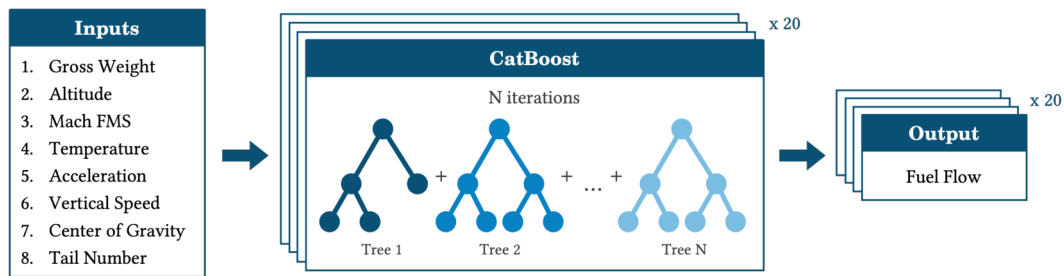 Inputs
1. Gross Weight
2. Altitude
3. Mach FMS
4. Temperature
5. Acceleration
6. Vertical Speed
7. Center of Gravity
8. Tail Number
x 20
CatBoost
N iterations
+ + ... +
Tree 1 Tree 2 Tree N
x 20
Output
Fuel Flow